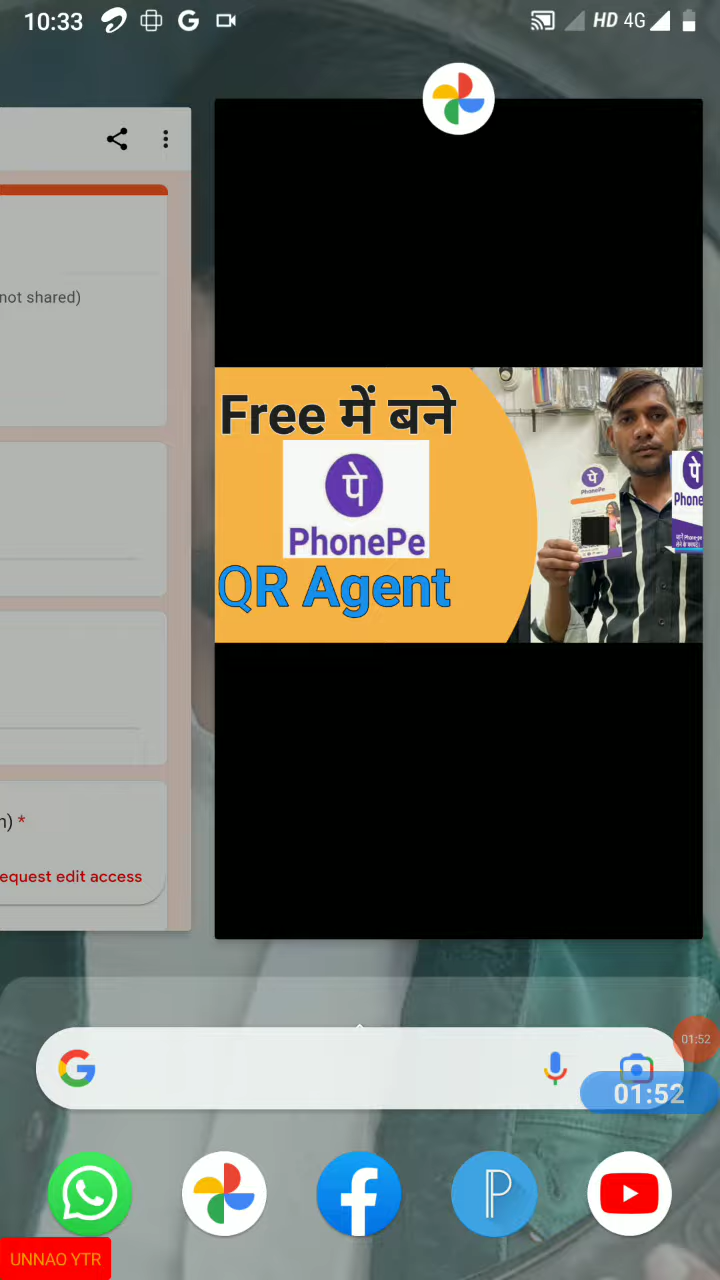 10:33
HD 4G
not shared)
n) *
equest edit access
Free में बने
पे
PhonePe
QR Agent
पे
PhonePe
पे
Phone
01:52
01:52
UNNAO YTR